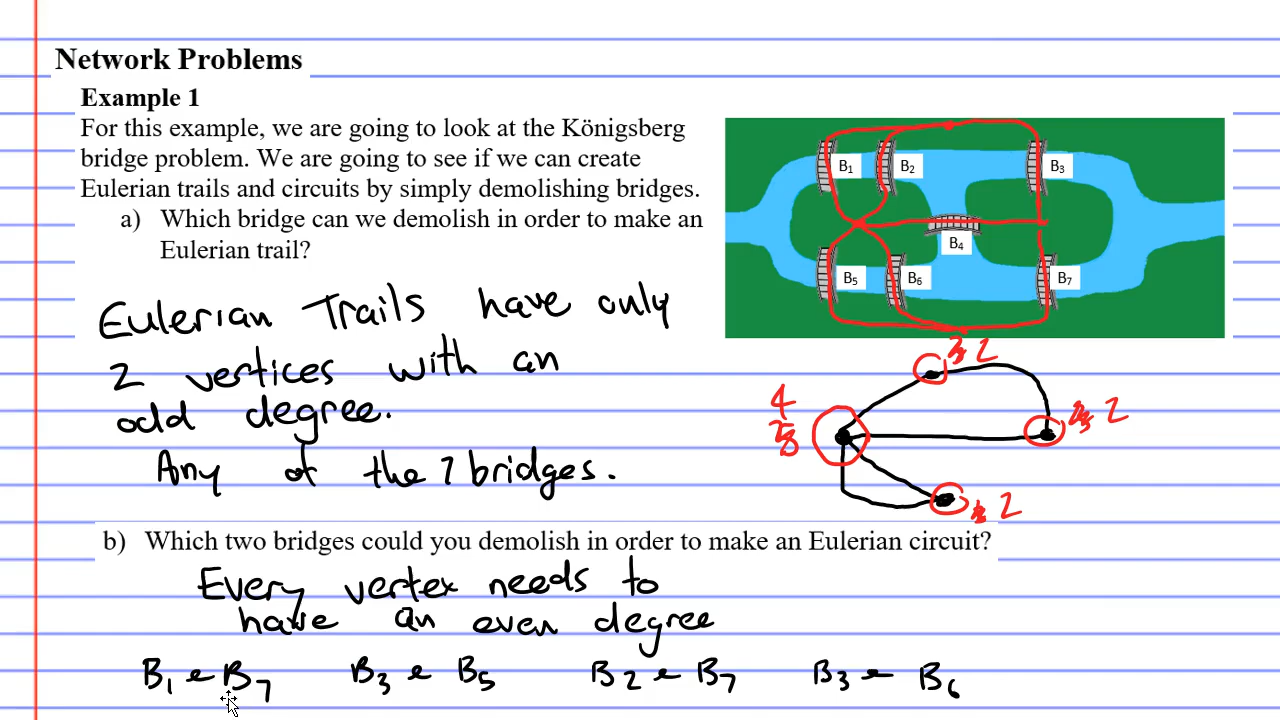 Network Problems
Example 1
For this example, we are going to look at the Königsberg
bridge problem. We are going to see if we can create
Eulerian trails and circuits by simply demolishing bridges.
a) Which bridge can we demolish in order to make an
Eulerian trail?
B1 B2 B3
B4
B5 B6 B7
Eulerian Trails have only
2 vertices with an
odd degree.
Any of the 7 bridges.
2
4
2
2
b) Which two bridges could you demolish in order to make an Eulerian circuit?
Every vertex needs to
have an even degree
B1 e B7 B3 e B5 B2 e B7 B3 e B6